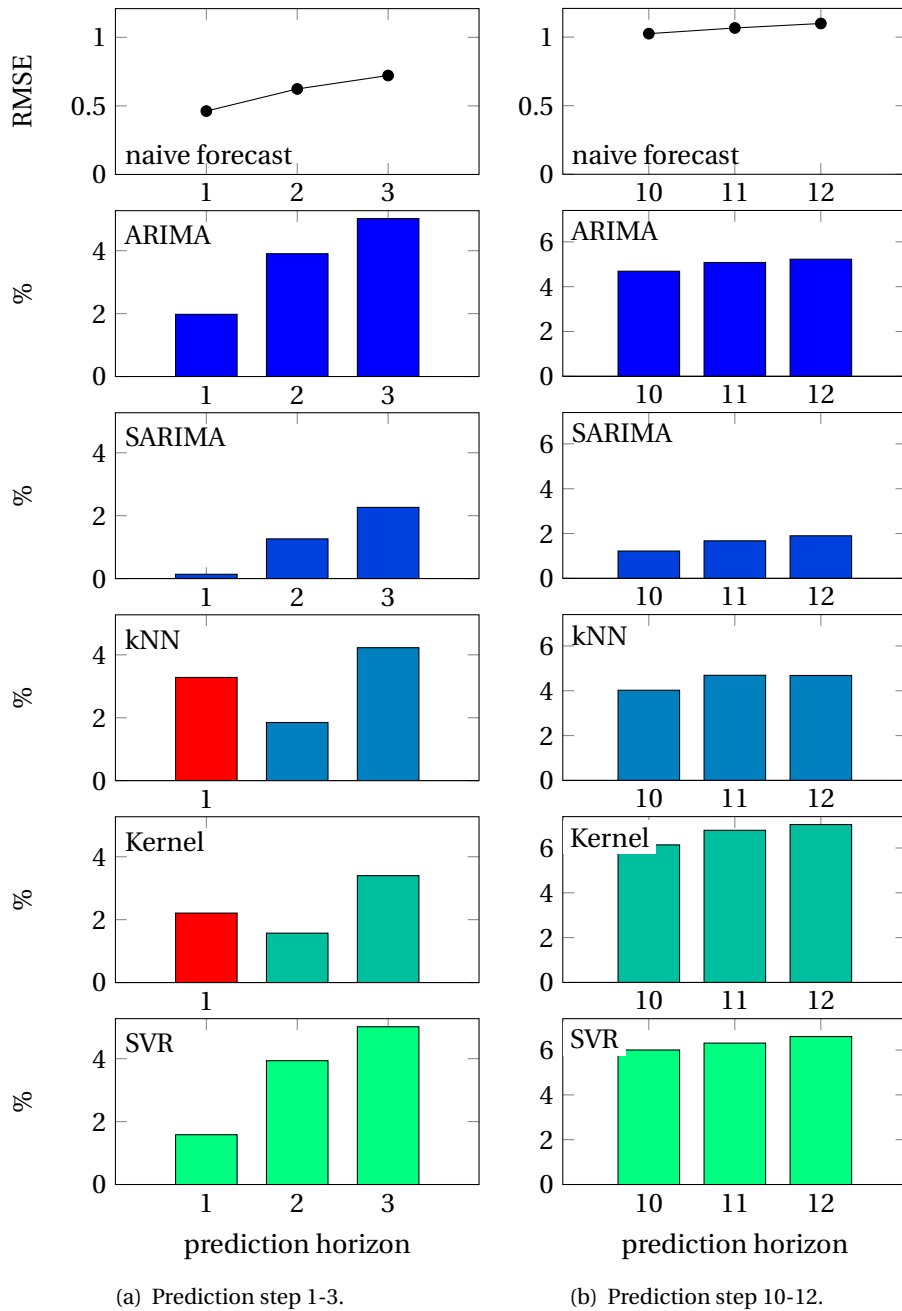 1
0.5
0
RMSE
naive forecast
1 2 3
1
0.5
0
naive forecast
10 11 12
4
2
0
%
ARIMA
1 2 3
6
4
2
0
ARIMA
10 11 12
4
2
0
%
SARIMA
1 2 3
6
4
2
0
SARIMA
10 11 12
4
2
0
%
kNN
1
6
4
2
0
kNN
10 11 12
4
2
0
%
Kernel
1
6
4
2
0
Kernel
10 11 12
4
2
0
%
SVR
1 2 3
prediction horizon
6
4
2
0
SVR
10 11 12
prediction horizon
(a) Prediction step 1-3.
(b) Prediction step 10-12.